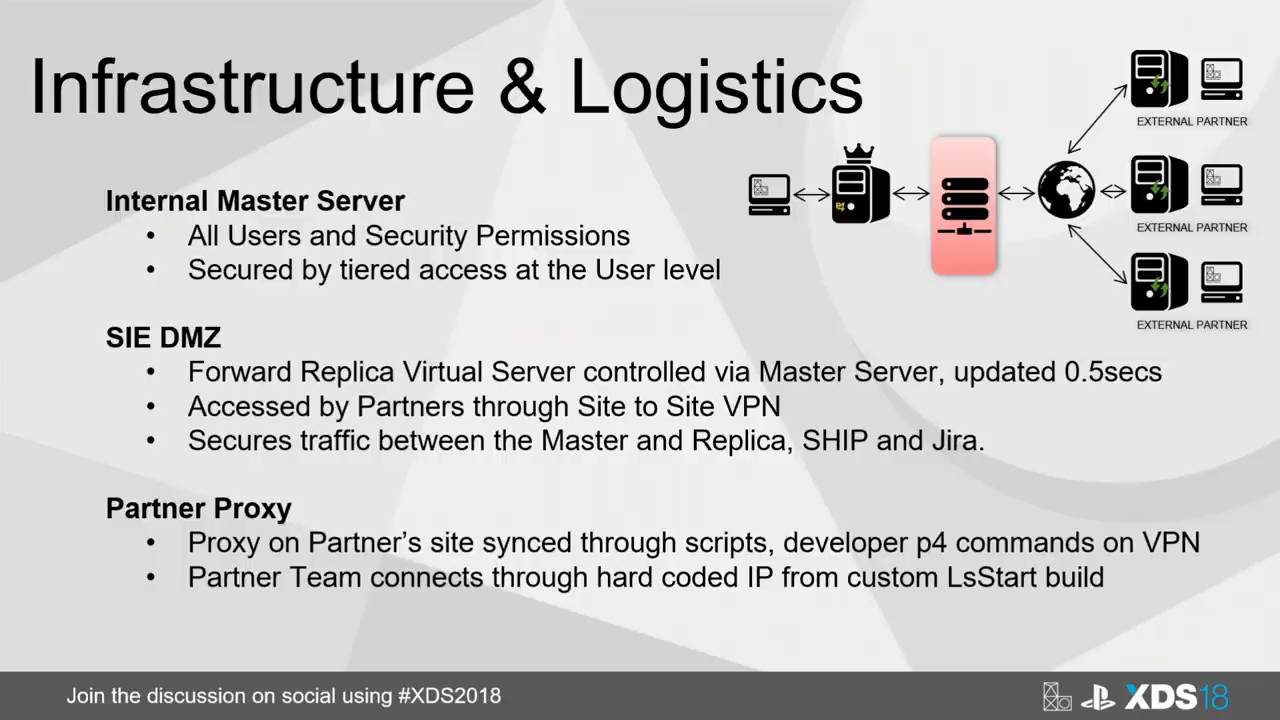 Infrastructure & Logistics
EXTERNAL PARTNER
EXTERNAL PARTNER
EXTERNAL PARTNER
Internal Master Server
• All Users and Security Permissions
• Secured by tiered access at the User level
SIE DMZ
• Forward Replica Virtual Server controlled via Master Server, updated 0.5secs
• Accessed by Partners through Site to Site VPN
• Secures traffic between the Master and Replica, SHIP and Jira.
Partner Proxy
• Proxy on Partner's site synced through scripts, developer p4 commands on VPN
• Partner Team connects through hard coded IP from custom LsStart build
Join the discussion on social using #XDS2018
XDS18